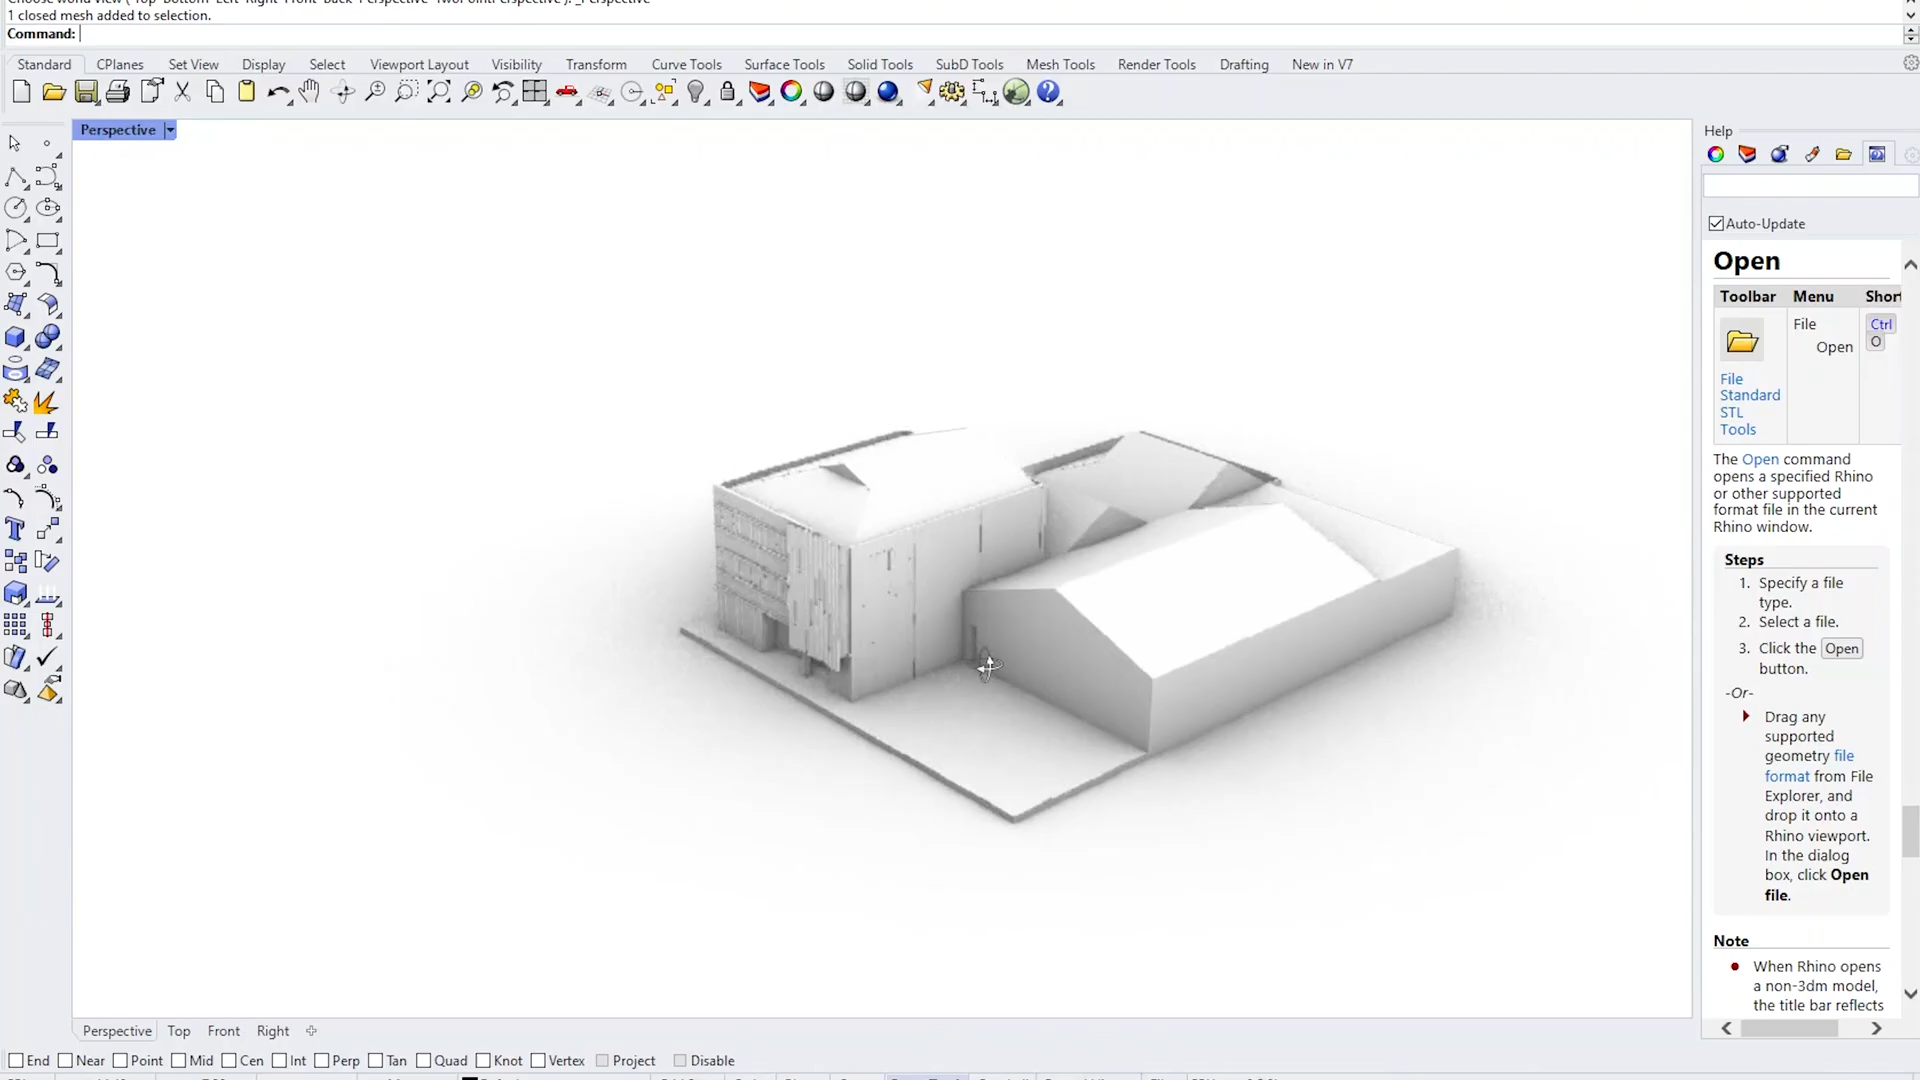 1 closed mesh added to selection.
Command:
Standard CPlanes Set View Display Select Viewport Layout Visibility Transform Curve Tools Surface Tools Solid Tools SubD Tools Mesh Tools Render Tools Drafting New in V7
Perspective
Help
Auto-Update
Open
Toolbar Menu Short
File
Open
Ctrl
O
File
Standard
STL
Tools
The Open command
opens a specified Rhino
or other supported
format file in the current
Rhino window.
Steps
1. Specify a file
type.
2. Select a file.
3. Click the Open
button.
-Or-
Drag any
supported
geometry file
format from File
Explorer, and
drop it onto a
Rhino viewport.
In the dialog
box, click Open
file.
Note
When Rhino opens
a non-3dm model,
the title bar reflects
Perspective Top Front Right
End Near Point Mid Cen Int Perp Tan Quad Knot Vertex Project Disable